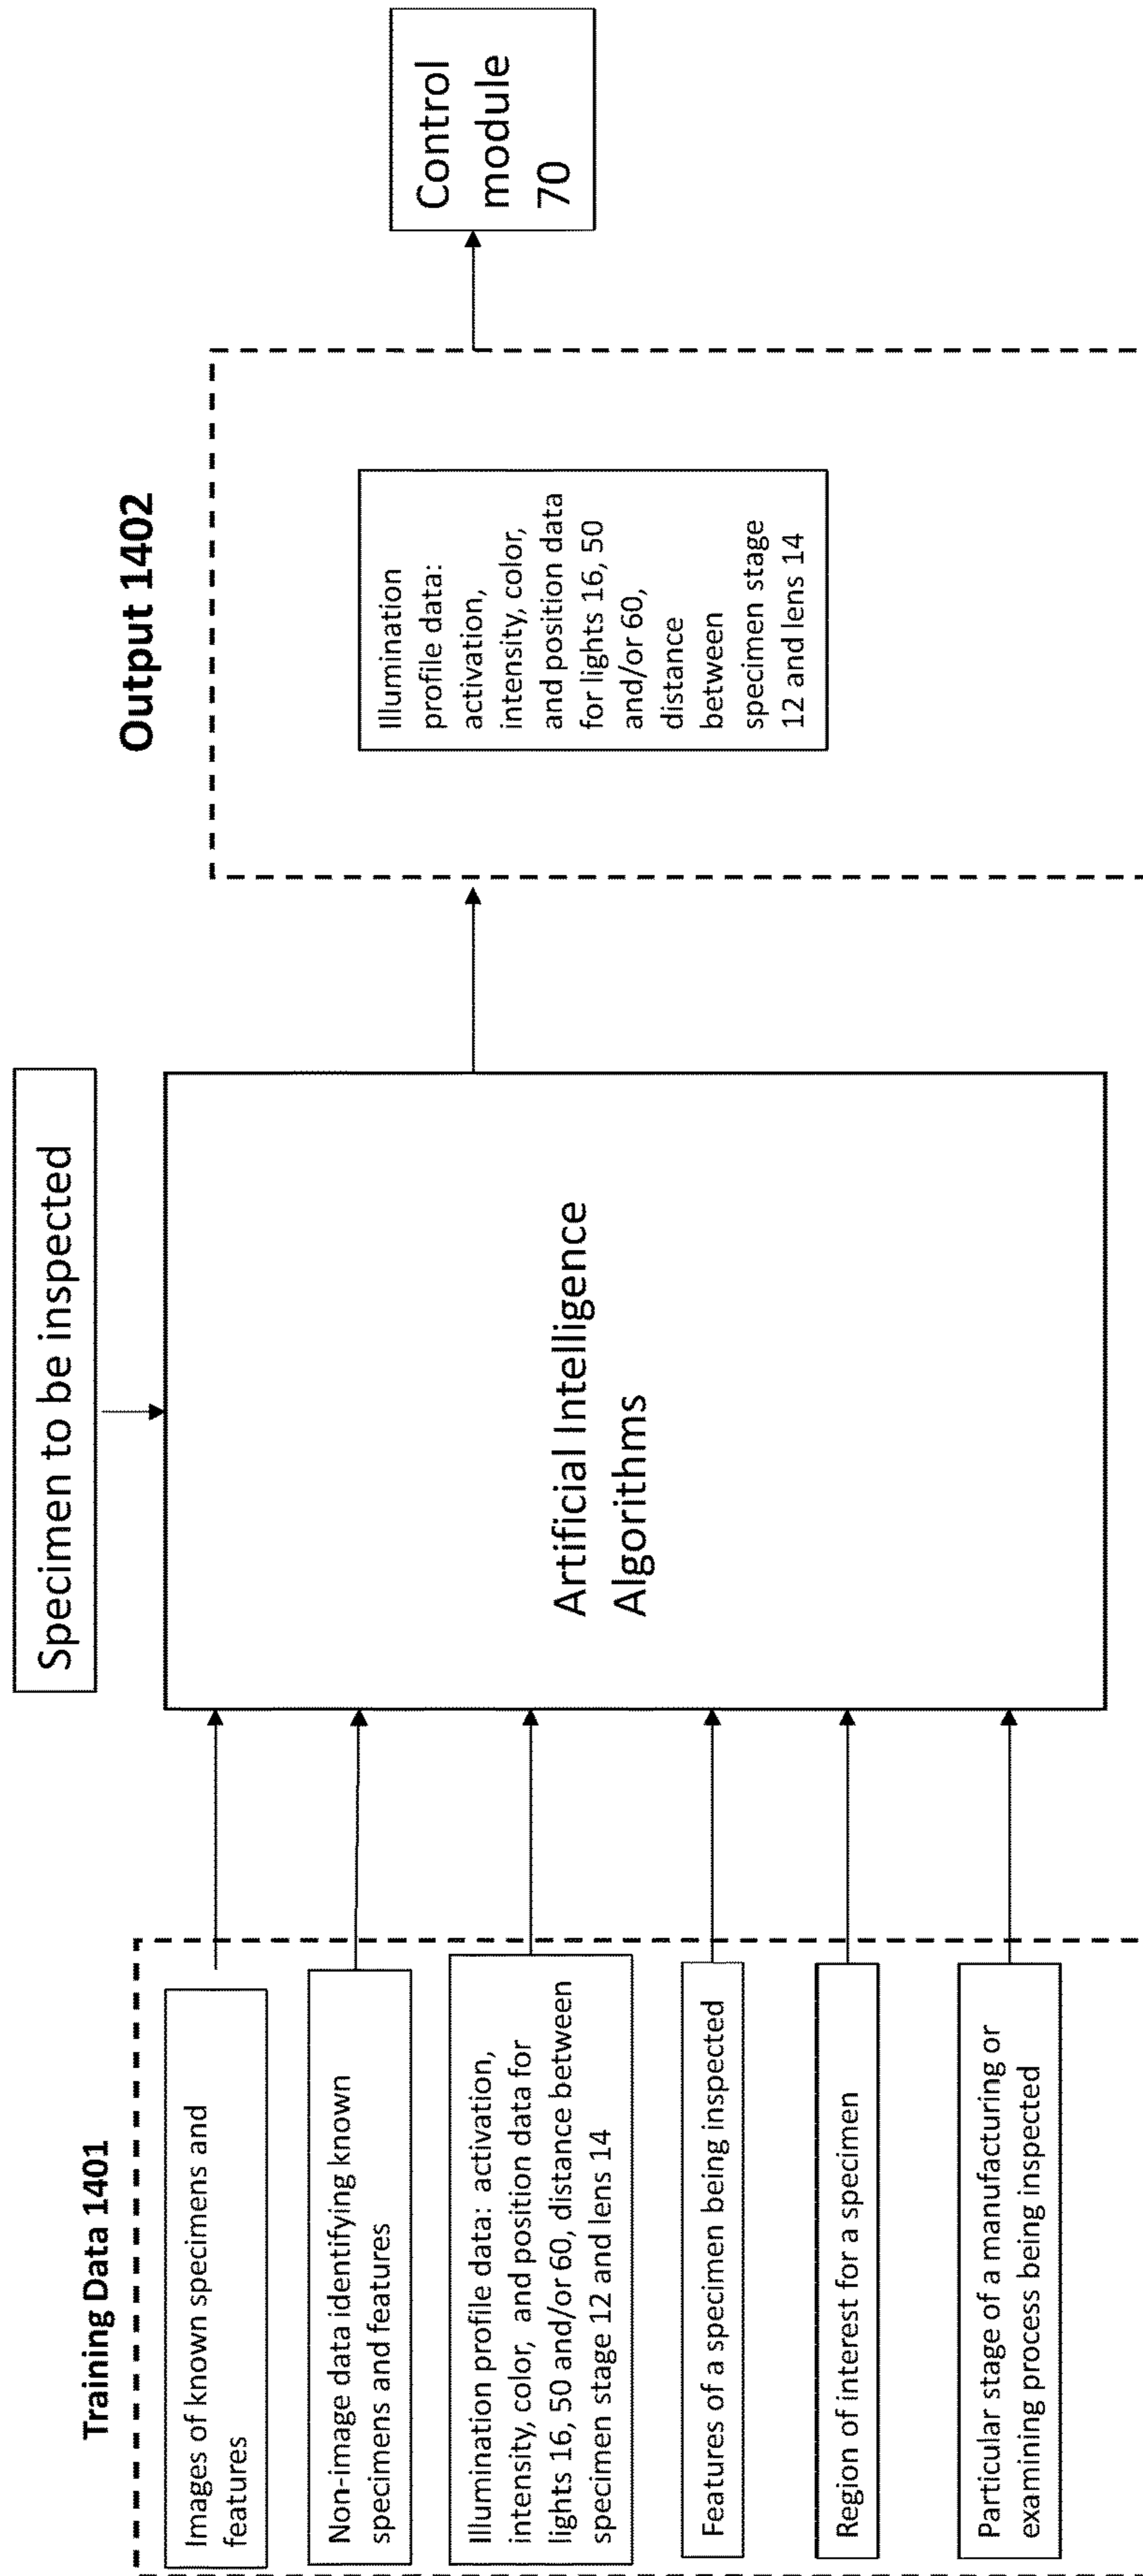 Training Data 1401
Images of known specimens and
features
Non-image data identifying known
specimens and features
Illumination profile data: activation,
intensity, color, and position data for
lights 16, 50 and/or 60, distance between
specimen stage 12 and lens 14
Features of a specimen being inspected
Region of interest for a specimen
Particular stage of a manufacturing or
examining process being inspected
Specimen to be inspected
Artificial Intelligence
Algorithms
Output 1402
Illumination
profile data:
activation,
intensity, color,
and position data
for lights 16, 50
and/or 60,
distance
between
specimen stage
12 and lens 14
Control
module
70